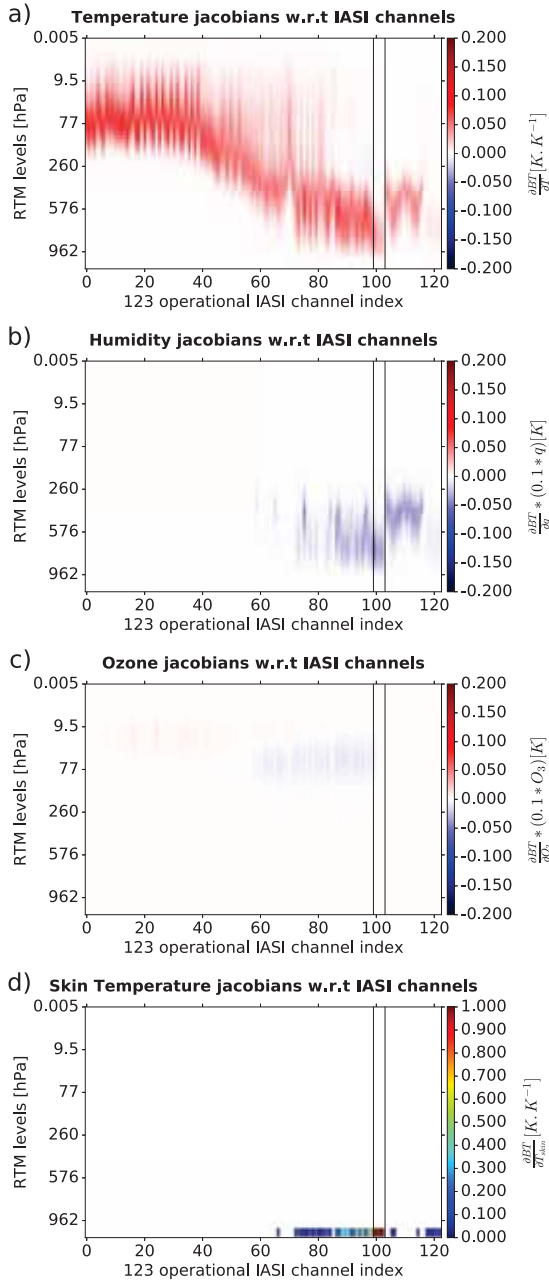 a)
Temperature jacobians w.r.t IASI channels
0.005
9.5
77
260
576
962
RTM levels [hPa]
0 20 40 60 80 100 120
123 operational IASI channel index
0.200
0.150
0.100
0.050
0.000
-0.050
-0.100
-0.150
-0.200
∂BT/∂T [K.K⁻¹]
b)
Humidity jacobians w.r.t IASI channels
0.005
9.5
77
260
576
962
RTM levels [hPa]
0 20 40 60 80 100 120
123 operational IASI channel index
0.200
0.150
0.100
0.050
0.000
-0.050
-0.100
-0.150
-0.200
∂BT/∂q * (0.1 * q)[K]
c)
Ozone jacobians w.r.t IASI channels
0.005
9.5
77
260
576
962
RTM levels [hPa]
0 20 40 60 80 100 120
123 operational IASI channel index
0.200
0.150
0.100
0.050
0.000
-0.050
-0.100
-0.150
-0.200
∂BT/∂O₃ * (0.1 * O₃)[K]
d)
Skin Temperature jacobians w.r.t IASI channels
0.005
9.5
77
260
576
962
RTM levels [hPa]
0 20 40 60 80 100 120
123 operational IASI channel index
1.000
0.900
0.800
0.700
0.600
0.500
0.400
0.300
0.200
0.100
0.000
∂BT/∂Tskin [K.K⁻¹]